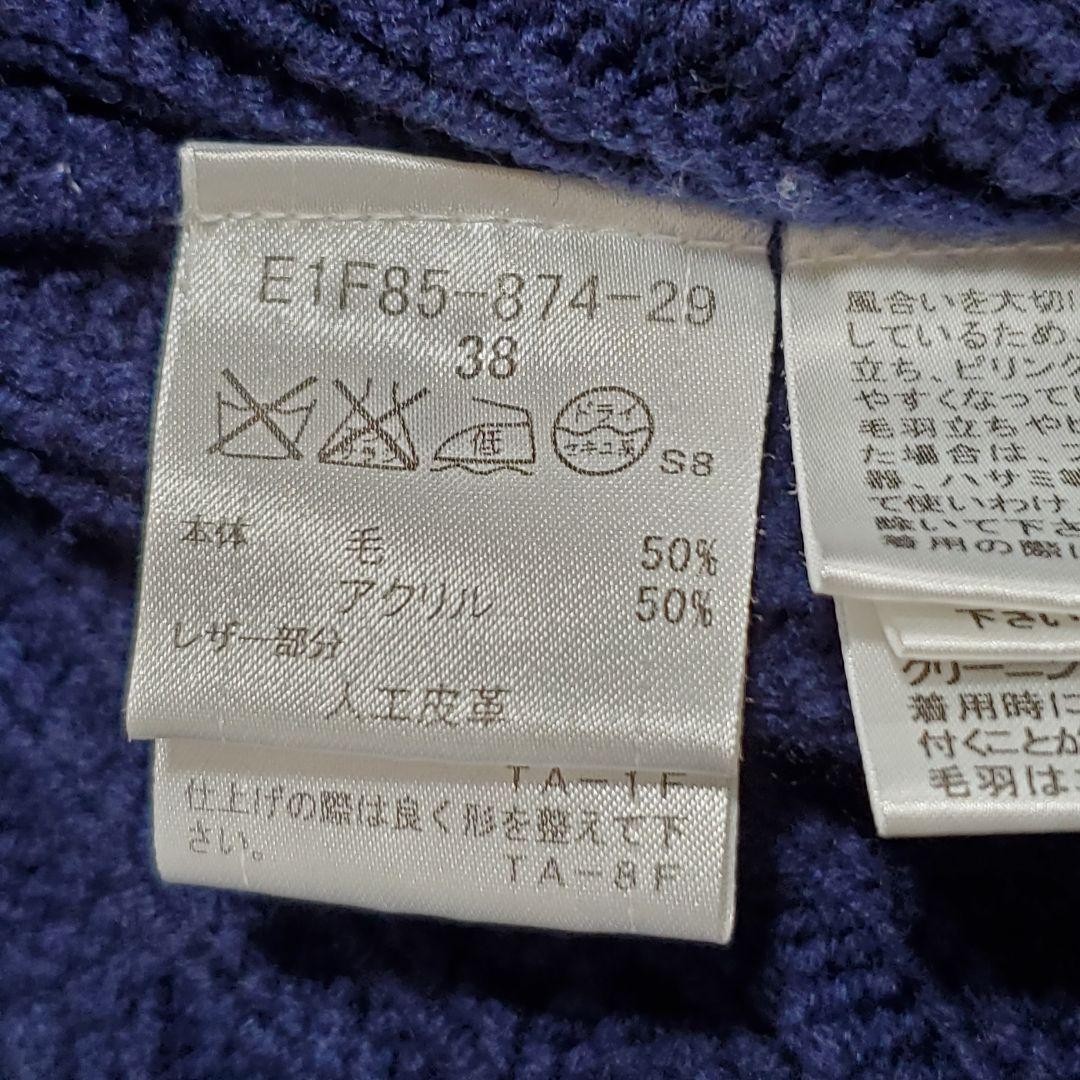 E1F85-874-29
38
低
ドライ
S8
本体 毛 50%
アクリル 50%
レザー部分
人工皮革
TA-1F
仕上げの際は良く形を整えて下
さい。
TA-8F
風合いを大切に
しているため、
立ち、ピリング
やすくなってい
毛羽立ちや
た場合は、
ハサミ等
て使いわけ
除いて下さ
着用の際に
下さい
クリーニン
着用時に
付くことが
毛羽は